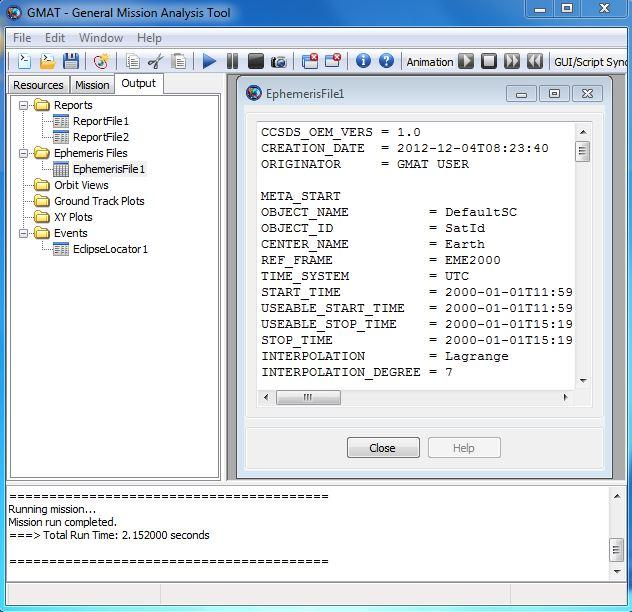 GMAT - General Mission Analysis Tool
File Edit Window Help
Animation GUI/Script Sync
Resources Mission Output
Reports
ReportFile1
ReportFile2
Ephemeris Files
EphemerisFile1
Orbit Views
Ground Track Plots
XY Plots
Events
EclipseLocator1
EphemerisFile1
CCSDS_OEM_VERS = 1.0
CREATION_DATE = 2012-12-04T08:23:40
ORIGINATOR = GMAT USER
META_START
OBJECT_NAME = DefaultSC
OBJECT_ID = SatId
CENTER_NAME = Earth
REF_FRAME = EME2000
TIME_SYSTEM = UTC
START_TIME = 2000-01-01T11:59
USEABLE_START_TIME = 2000-01-01T11:59
USEABLE_STOP_TIME = 2000-01-01T15:19
STOP_TIME = 2000-01-01T15:19
INTERPOLATION = Lagrange
INTERPOLATION_DEGREE = 7
Close Help
========================================
Running mission...
Mission run completed.
===> Total Run Time: 2.152000 seconds
========================================